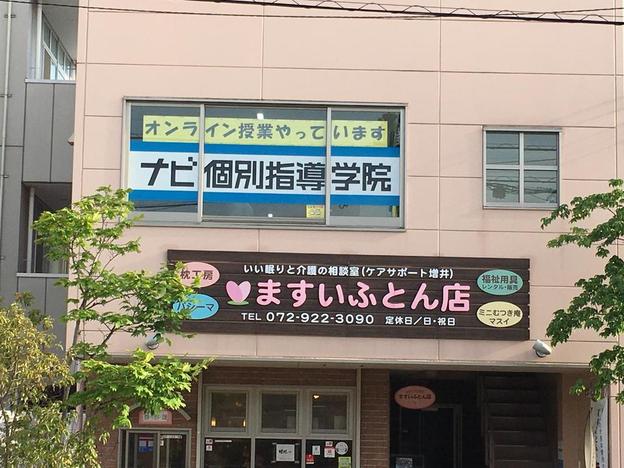 オンライン授業やっています
ナビ個別指導学院
いい眠りと介護の相談室(ケアサポート増井)
枕工房
パシーマ
ますいふとん店
福祉用具
レンタル・販売
ミニむつき庵
マスイ
TEL 072-922-3090 定休日/日・祝日
ますいふとん店